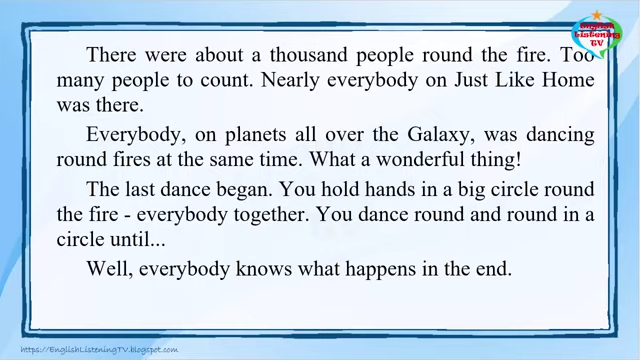 English
Listening
TV
There were about a thousand people round the fire. Too
many people to count. Nearly everybody on Just Like Home
was there.
Everybody, on planets all over the Galaxy, was dancing
round fires at the same time. What a wonderful thing!
The last dance began. You hold hands in a big circle round
the fire - everybody together. You dance round and round in a
circle until...
Well, everybody knows what happens in the end.
https://EnglishListeningTV.blogspot.com